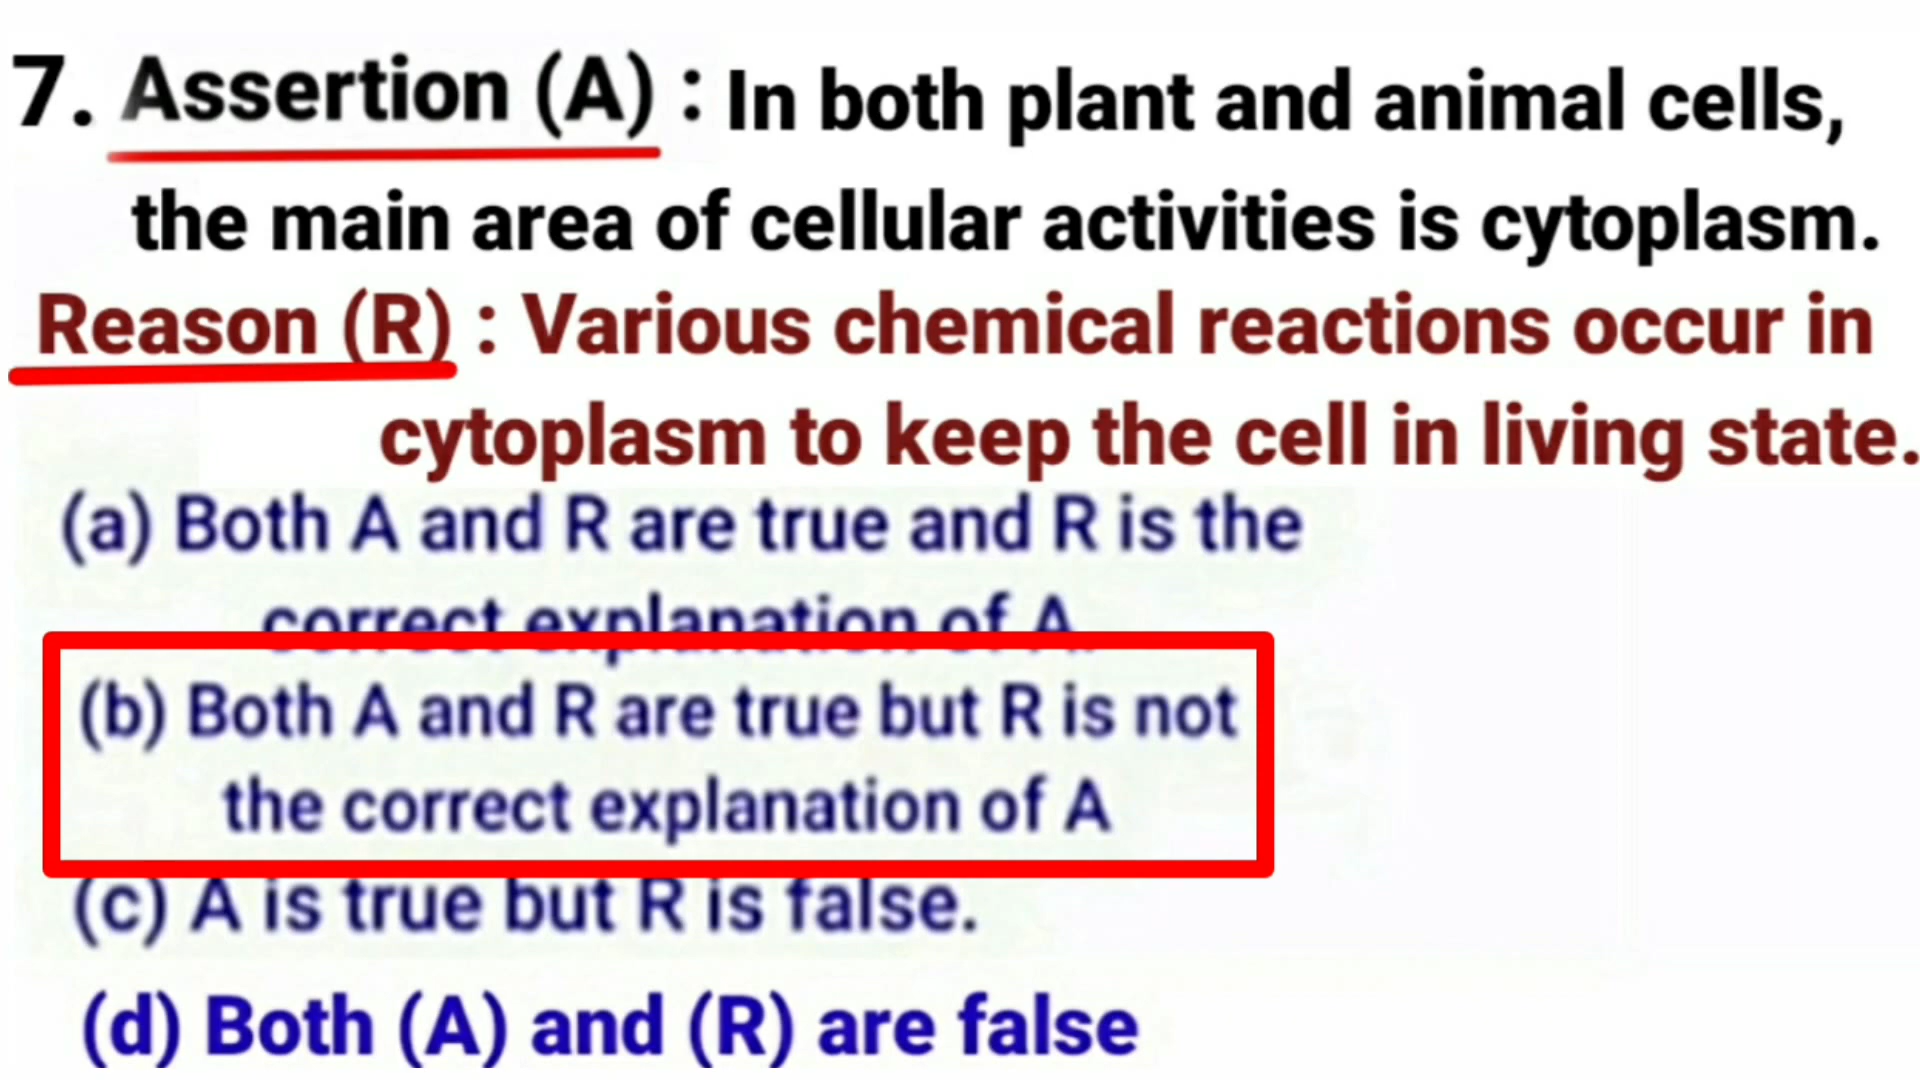 7. Assertion (A) : In both plant and animal cells,
the main area of cellular activities is cytoplasm.
Reason (R) : Various chemical reactions occur in
cytoplasm to keep the cell in living state.
(a) Both A and R are true and R is the
correct explanation of A.
(b) Both A and R are true but R is not
the correct explanation of A
(c) A is true but R is false.
(d) Both (A) and (R) are false